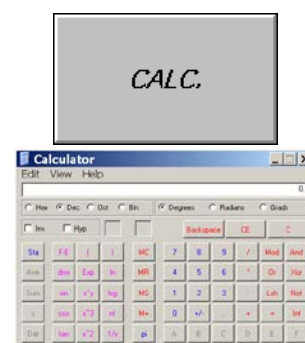 CALC.
Calculator
Edit View Help
0.
Hex Dec Oct Bin Degrees Radians Grads
Inv Hyp Backspace CE C
Sta F-E ( ) MC 7 8 9 / Mod And
Ave dms Exp ln MR 4 5 6 * Or Xor
Sum sin x^y log MS 1 2 3 - Lsh Not
s cos x^3 n! M+ 0 +/- . + = Int
Dat tan x^2 1/x pi A B C D E F